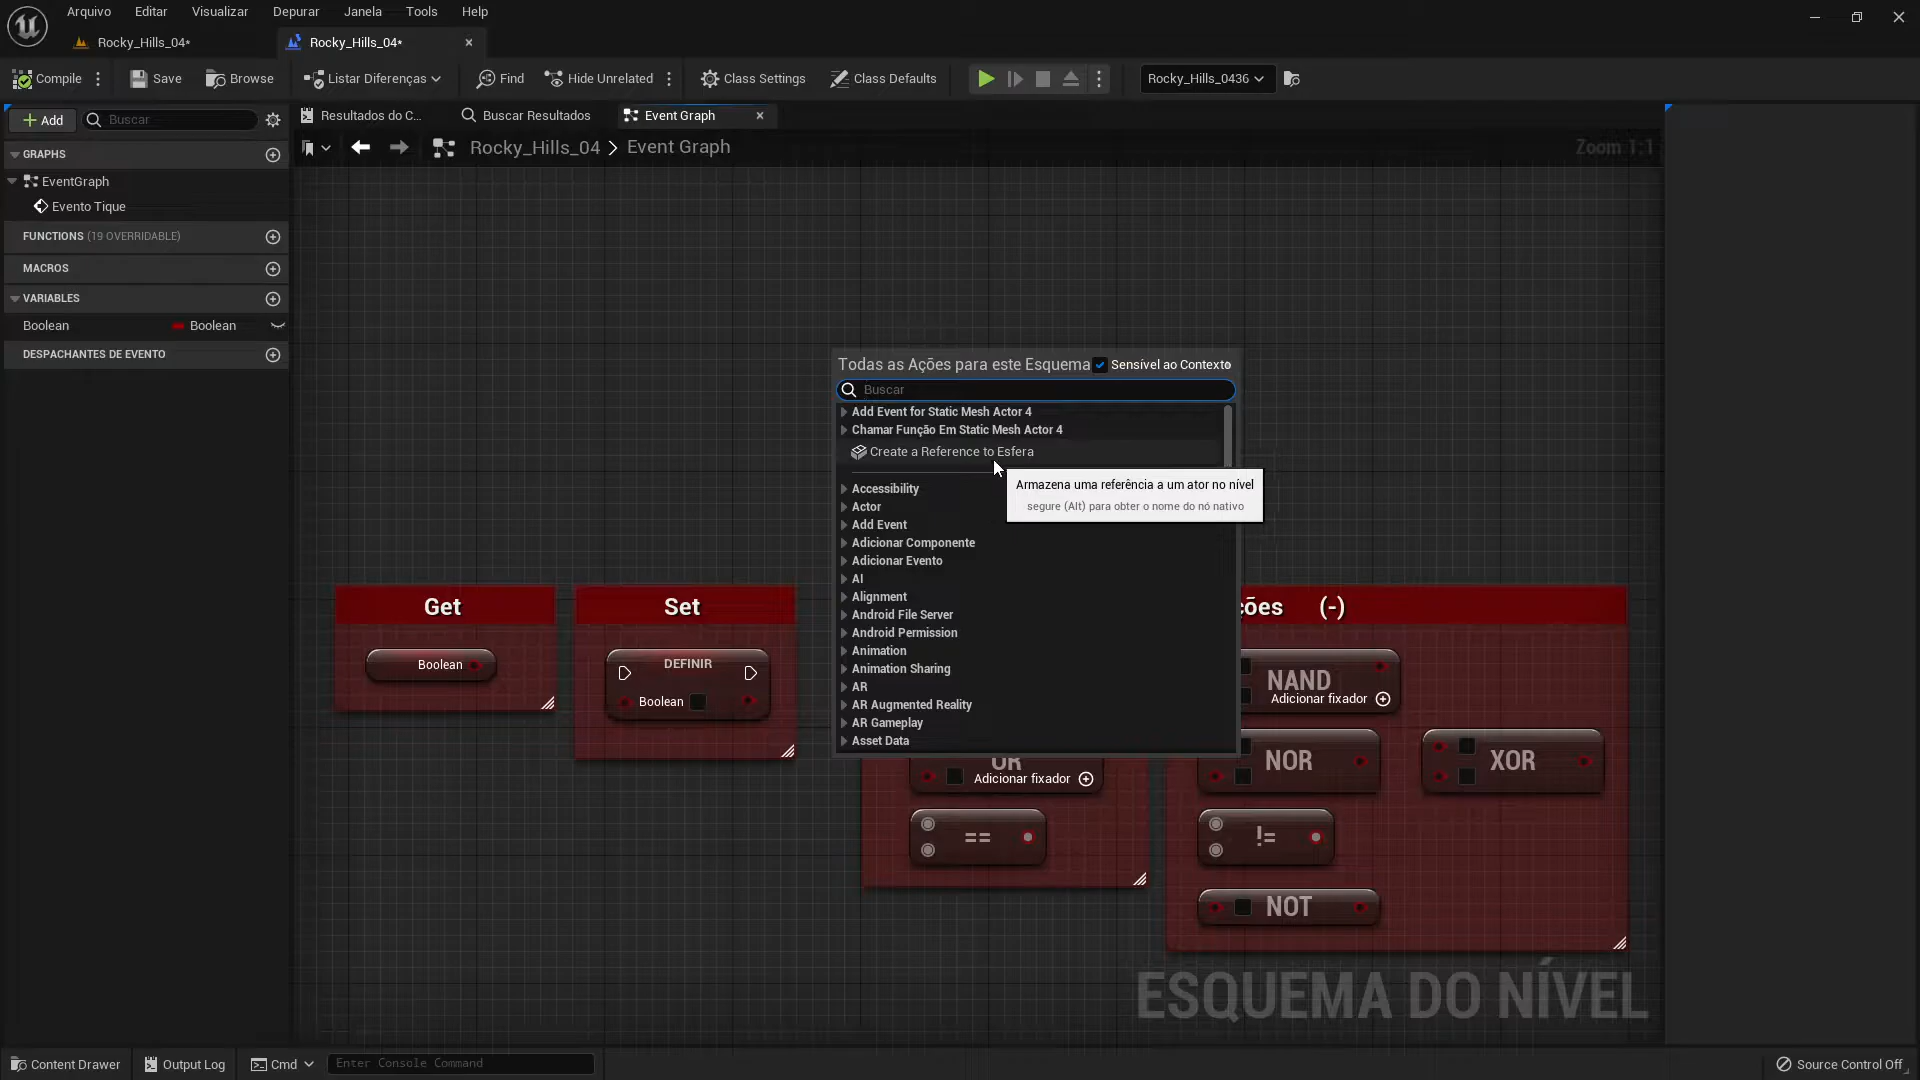 Arquivo Editar Visualizar Depurar Janela Tools Help
Rocky_Hills_04* Rocky_Hills_04*
Compile Save Browse Listar Diferenças Find Hide Unrelated Class Settings Class Defaults Rocky_Hills_0436
Add Buscar Resultados do C... Buscar Resultados Event Graph
Rocky_Hills_04 > Event Graph Zoom 1:1
GRAPHS
EventGraph
Evento Tique
FUNCTIONS (19 OVERRIDABLE)
MACROS
VARIABLES
Boolean Boolean
DESPACHANTES DE EVENTO
Todas as Ações para este Esquema Sensível ao Contexto
Buscar
Add Event for Static Mesh Actor 4
Chamar Função Em Static Mesh Actor 4
Create a Reference to Esfera
Armazena uma referência a um ator no nível
segure (Alt) para obter o nome do nó nativo
Accessibility
Actor
Add Event
Adicionar Componente
Adicionar Evento
AI
Alignment
Android File Server
Android Permission
Animation
Animation Sharing
AR
AR Augmented Reality
AR Gameplay
Asset Data
Get
Boolean
Set
DEFINIR
Boolean
OR
Adicionar fixador
==
ções (-)
NAND
Adicionar fixador
NOR
XOR
!=
NOT
ESQUEMA DO NÍVEL
Content Drawer Output Log Cmd Enter Console Command Source Control Off